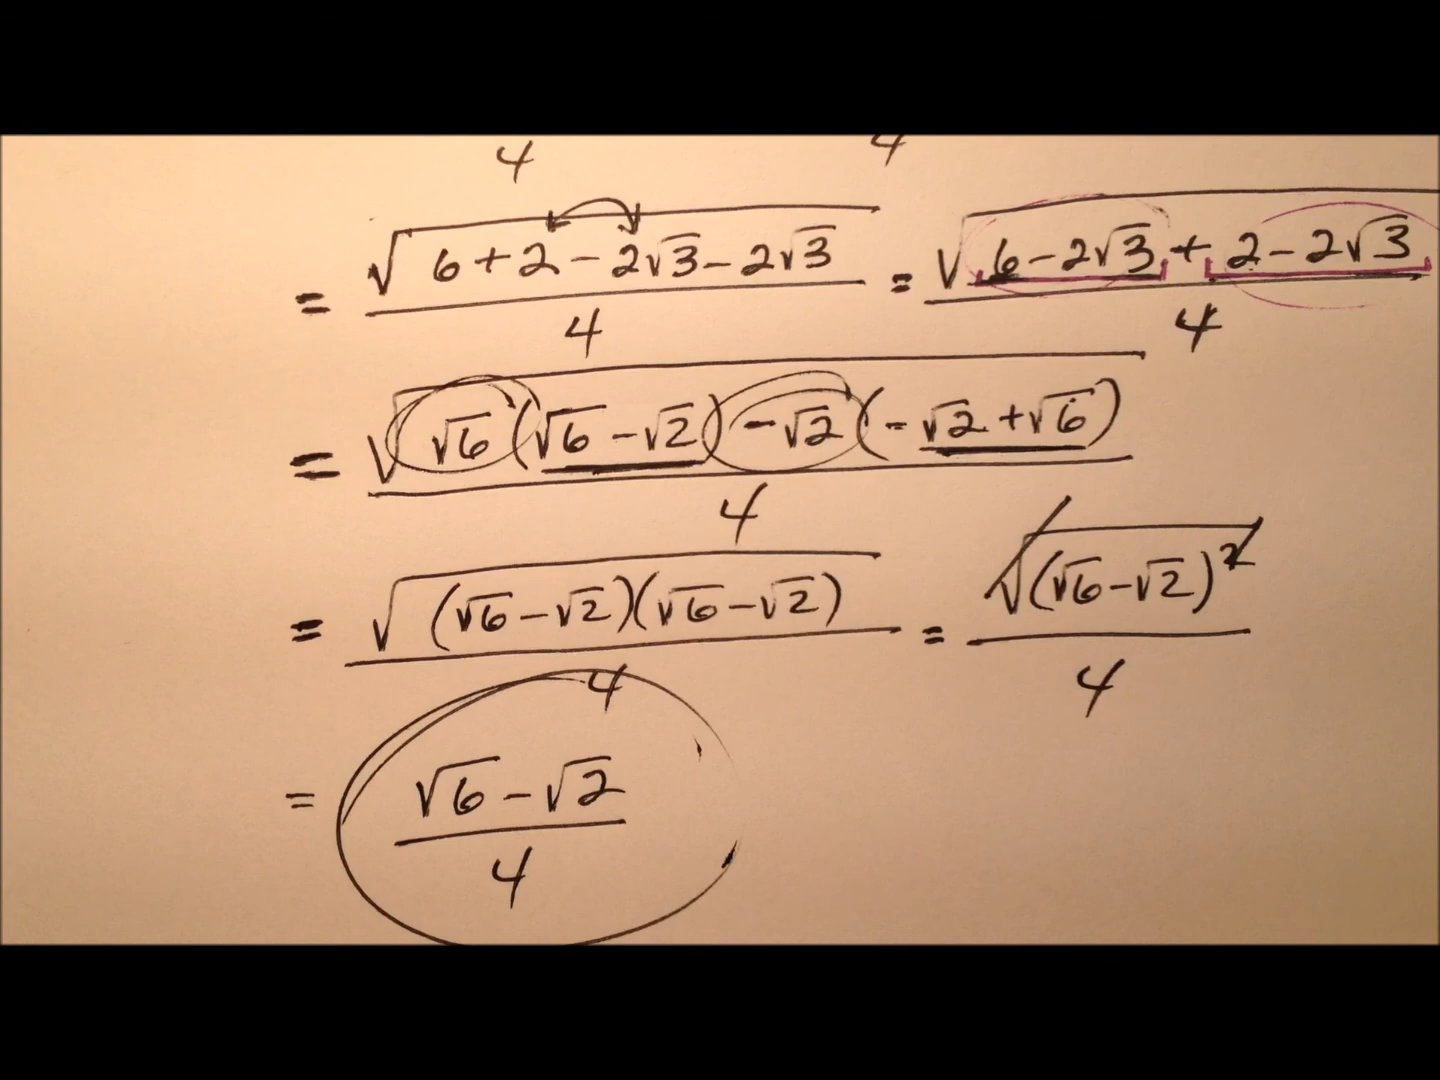 4 4
= √(6+2-2√3-2√3)/4 = √(6-2√3+2-2√3)/4
= √(√6(√6-√2)-√2(-√2+√6))/4
= √((√6-√2)(√6-√2))/4 = √((√6-√2)²)/4
= (√6-√2)/4